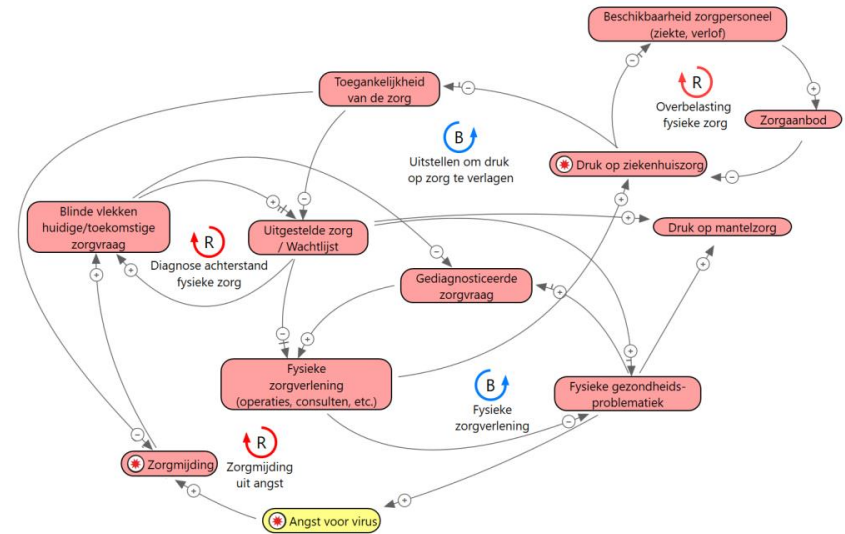 Beschikbaarheid zorgpersoneel
(ziekte, verlof)
Toegankelijkheid
van de zorg
R
Overbelasting
fysieke zorg
Zorgaanbod
B
Uitstellen om druk
op zorg te verlagen
Druk op ziekenhuiszorg
Blinde vlekken
huidige/toekomstige
zorgvraag
R
Diagnose achterstand
fysieke zorg
Uitgestelde zorg
/ Wachtlijst
Druk op mantelzorg
Gediagnosticeerde
zorgvraag
Fysieke
zorgverlening
(operaties, consulten, etc.)
B
Fysieke
zorgverlening
Fysieke gezondheids-
problematiek
Zorgmijding
R
Zorgmijding
uit angst
Angst voor virus